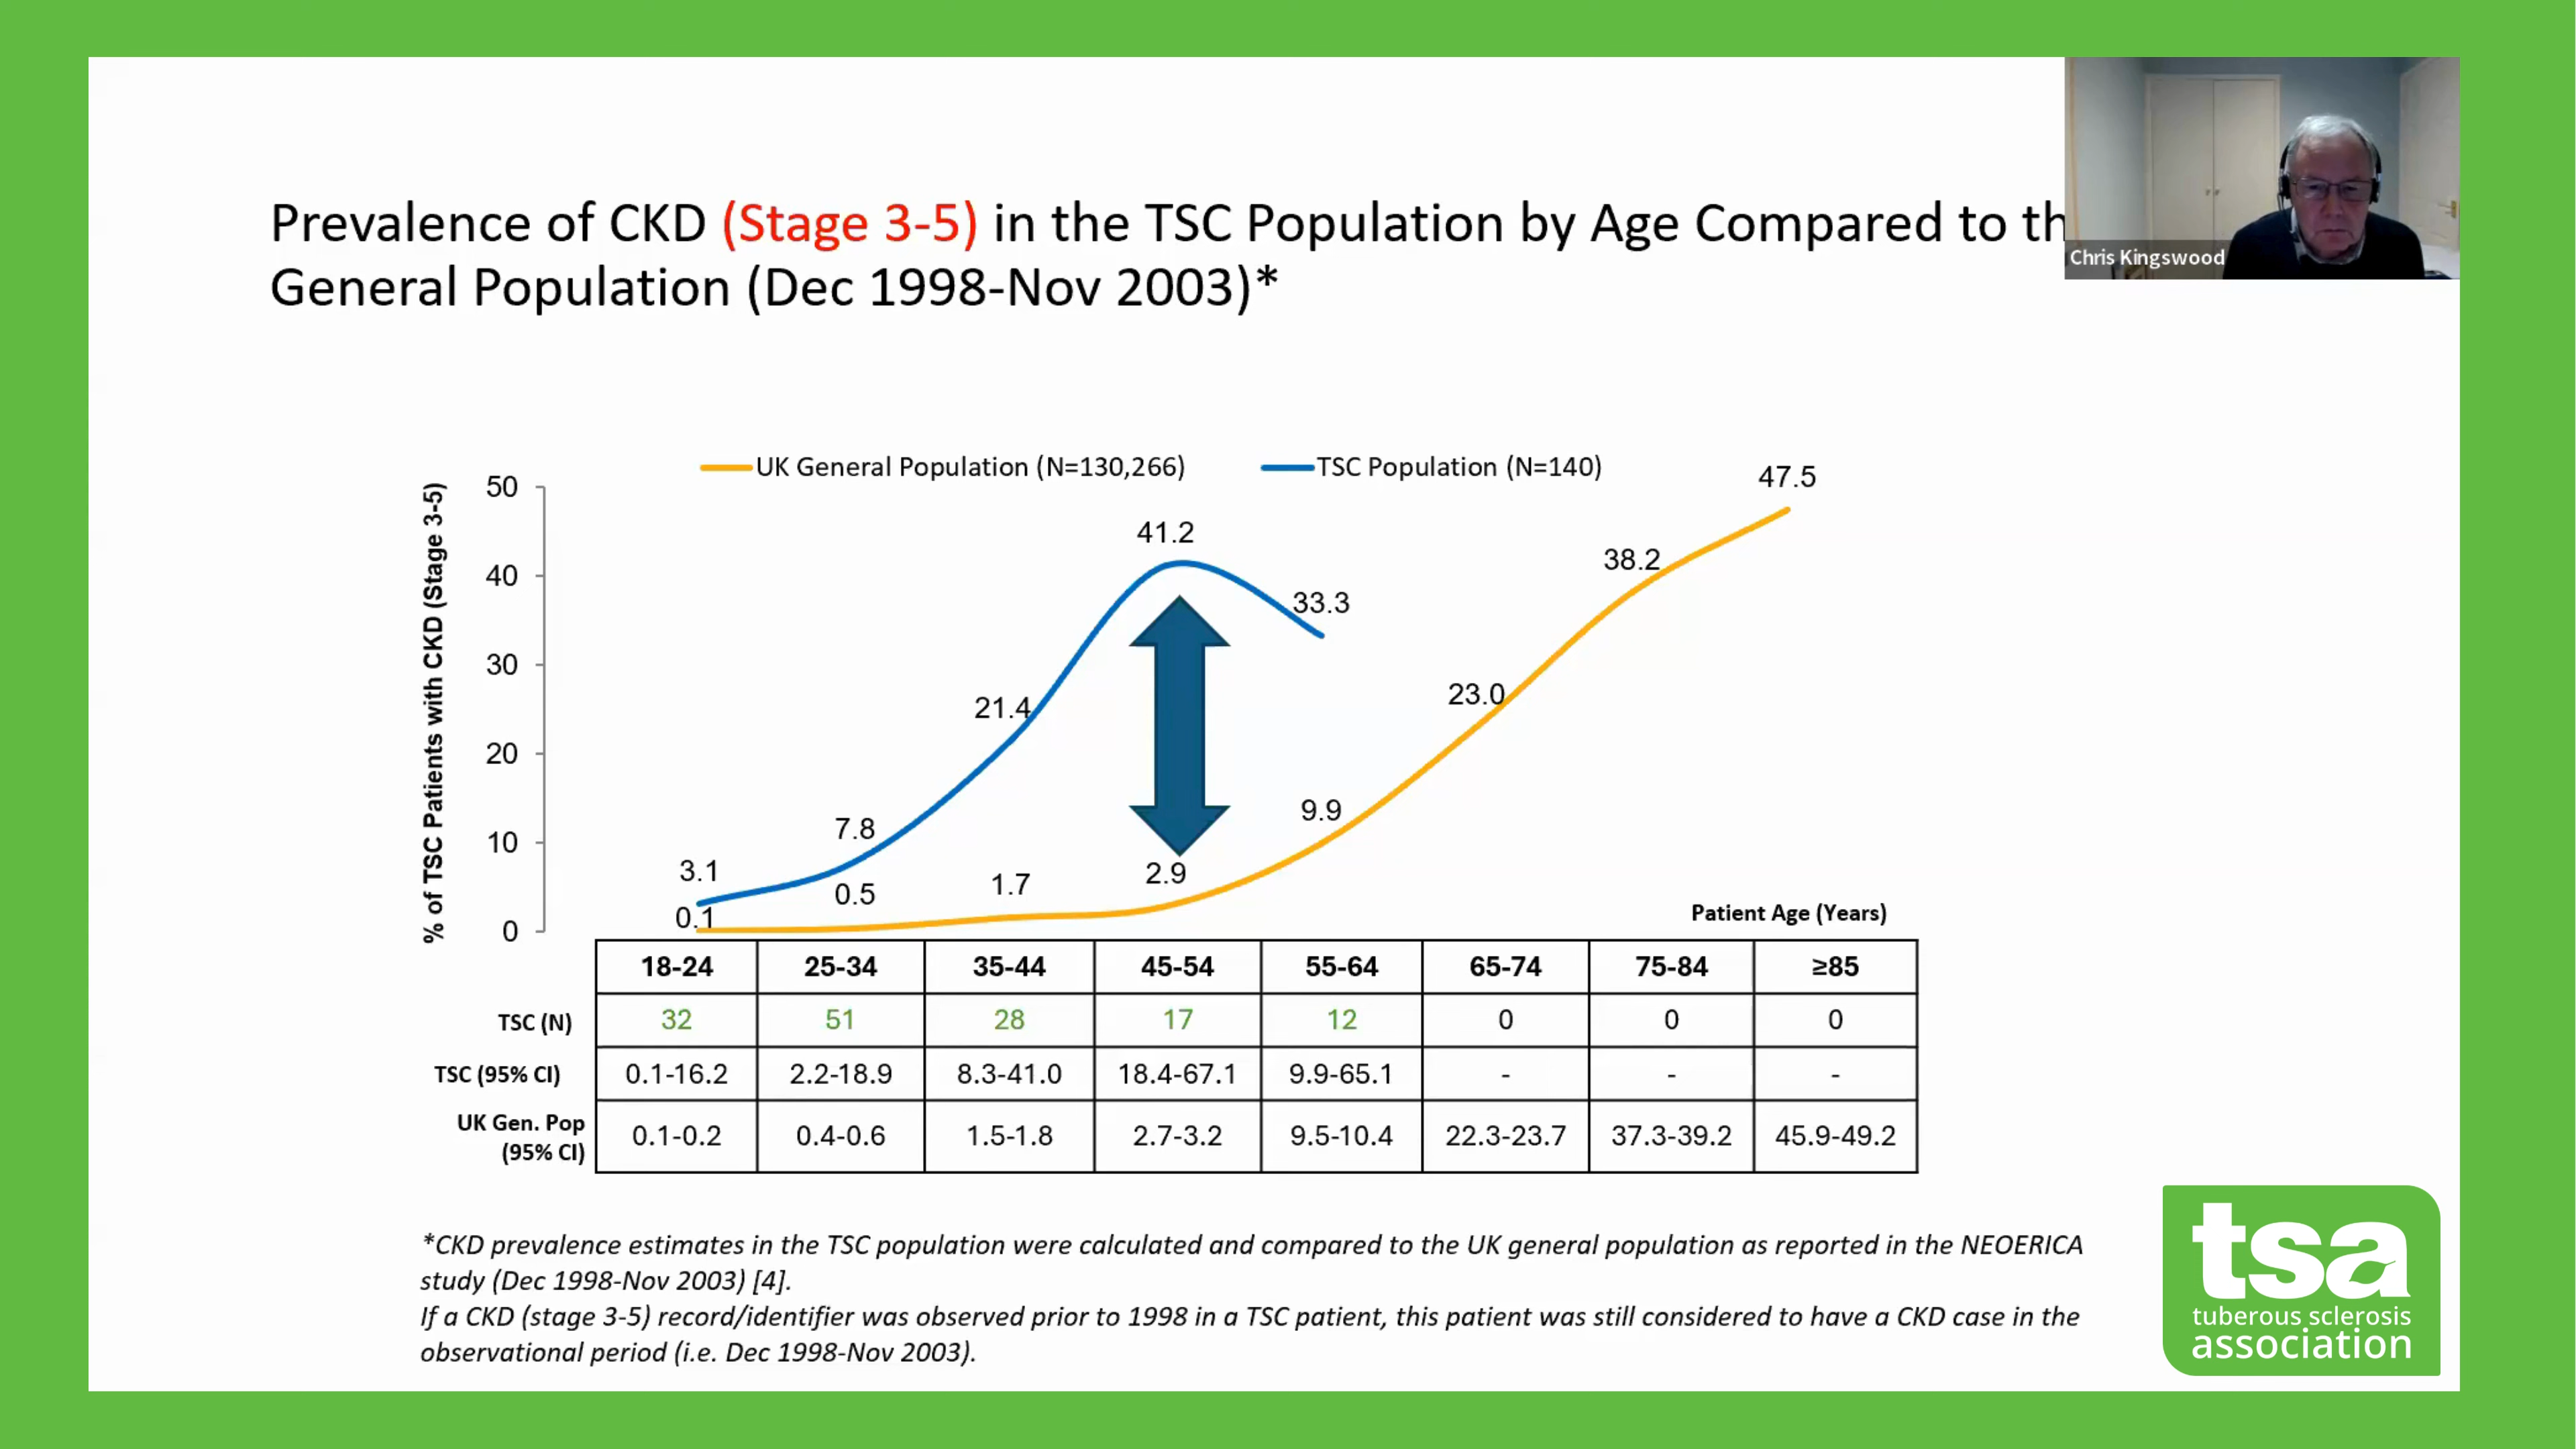 Prevalence of CKD (Stage 3-5) in the TSC Population by Age Compared to th
General Population (Dec 1998-Nov 2003)*
Chris Kingswood
UK General Population (N=130,266)
TSC Population (N=140)
% of TSC Patients with CKD (Stage 3-5)
50
40
30
20
10
0
3.1
7.8
21.4
41.2
33.3
0.1
0.5
1.7
2.9
9.9
23.0
38.2
47.5
Patient Age (Years)
18-24 25-34 35-44 45-54 55-64 65-74 75-84 ≥85
TSC (N) 32 51 28 17 12 0 0 0
TSC (95% CI) 0.1-16.2 2.2-18.9 8.3-41.0 18.4-67.1 9.9-65.1 - - -
UK Gen. Pop
(95% CI) 0.1-0.2 0.4-0.6 1.5-1.8 2.7-3.2 9.5-10.4 22.3-23.7 37.3-39.2 45.9-49.2
*CKD prevalence estimates in the TSC population were calculated and compared to the UK general population as reported in the NEOERICA
study (Dec 1998-Nov 2003) [4].
If a CKD (stage 3-5) record/identifier was observed prior to 1998 in a TSC patient, this patient was still considered to have a CKD case in the
observational period (i.e. Dec 1998-Nov 2003).
tsa
tuberous sclerosis
association